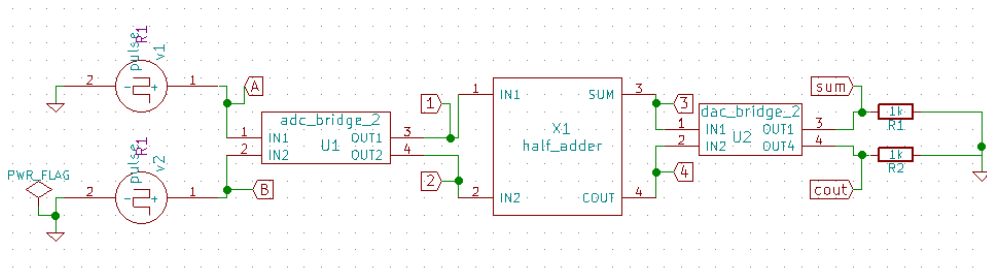 R1
pulse
v1
2
1
A
adc_bridge_2
1
IN1
OUT1
3
2
IN2
U1
OUT2
4
R1
pulse
v2
PWR_FLAG
2
1
B
1
2
1
IN1
SUM
3
X1
half_adder
2
IN2
COUT
4
3
4
dac_bridge_2
1
IN1
OUT1
3
2
IN2
U2
OUT4
4
sum
1k
R1
1k
R2
cout